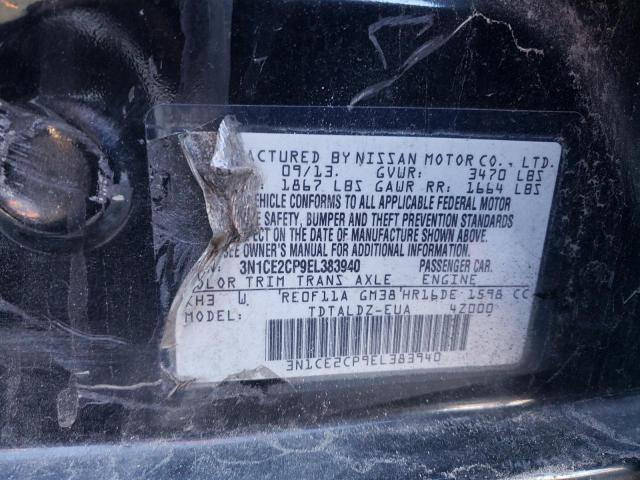 FACTURED BY NISSAN MOTOR CO., LTD.
09/13. GVWR: 3470 LBS
: 1867 LBS GAWR RR: 1664 LBS
VEHICLE CONFORMS TO ALL APPLICABLE FEDERAL MOTOR
E SAFETY, BUMPER AND THEFT PREVENTION STANDARDS
ECT ON THE DATE OF MANUFACTURE SHOWN ABOVE.
SEE OWNER'S MANUAL FOR ADDITIONAL INFORMATION.
N: 3N1CE2CP9EL383940 PASSENGER CAR.
COLOR TRIM TRANS AXLE ENGINE
KH3 W RE0F11A GM38 HR16DE 1598 CC
MODEL: TDTALDZ-EUA 4Z000
3N1CE2CP9EL383940